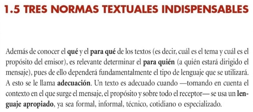 1.5 TRES NORMAS TEXTUALES INDISPENSABLES
Además de conocer el qué y el para qué de los textos (es decir, cuál es el tema y cuál es el
propósito del emisor), es relevante determinar el para quién (a quién estará dirigido el
mensaje), pues de ello dependerá fundamentalmente el tipo de lenguaje que se utilizará.
A esto se le llama adecuación. Un texto es adecuado cuando —tomando en cuenta el
contexto en el que surge el mensaje, el propósito y sobre todo el receptor— se usa un len-
guaje apropiado, ya sea formal, informal, técnico, cotidiano o especializado.